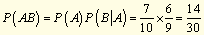 P(AB) = P(A)P(B|A) = 7/10 × 6/9 = 14/30